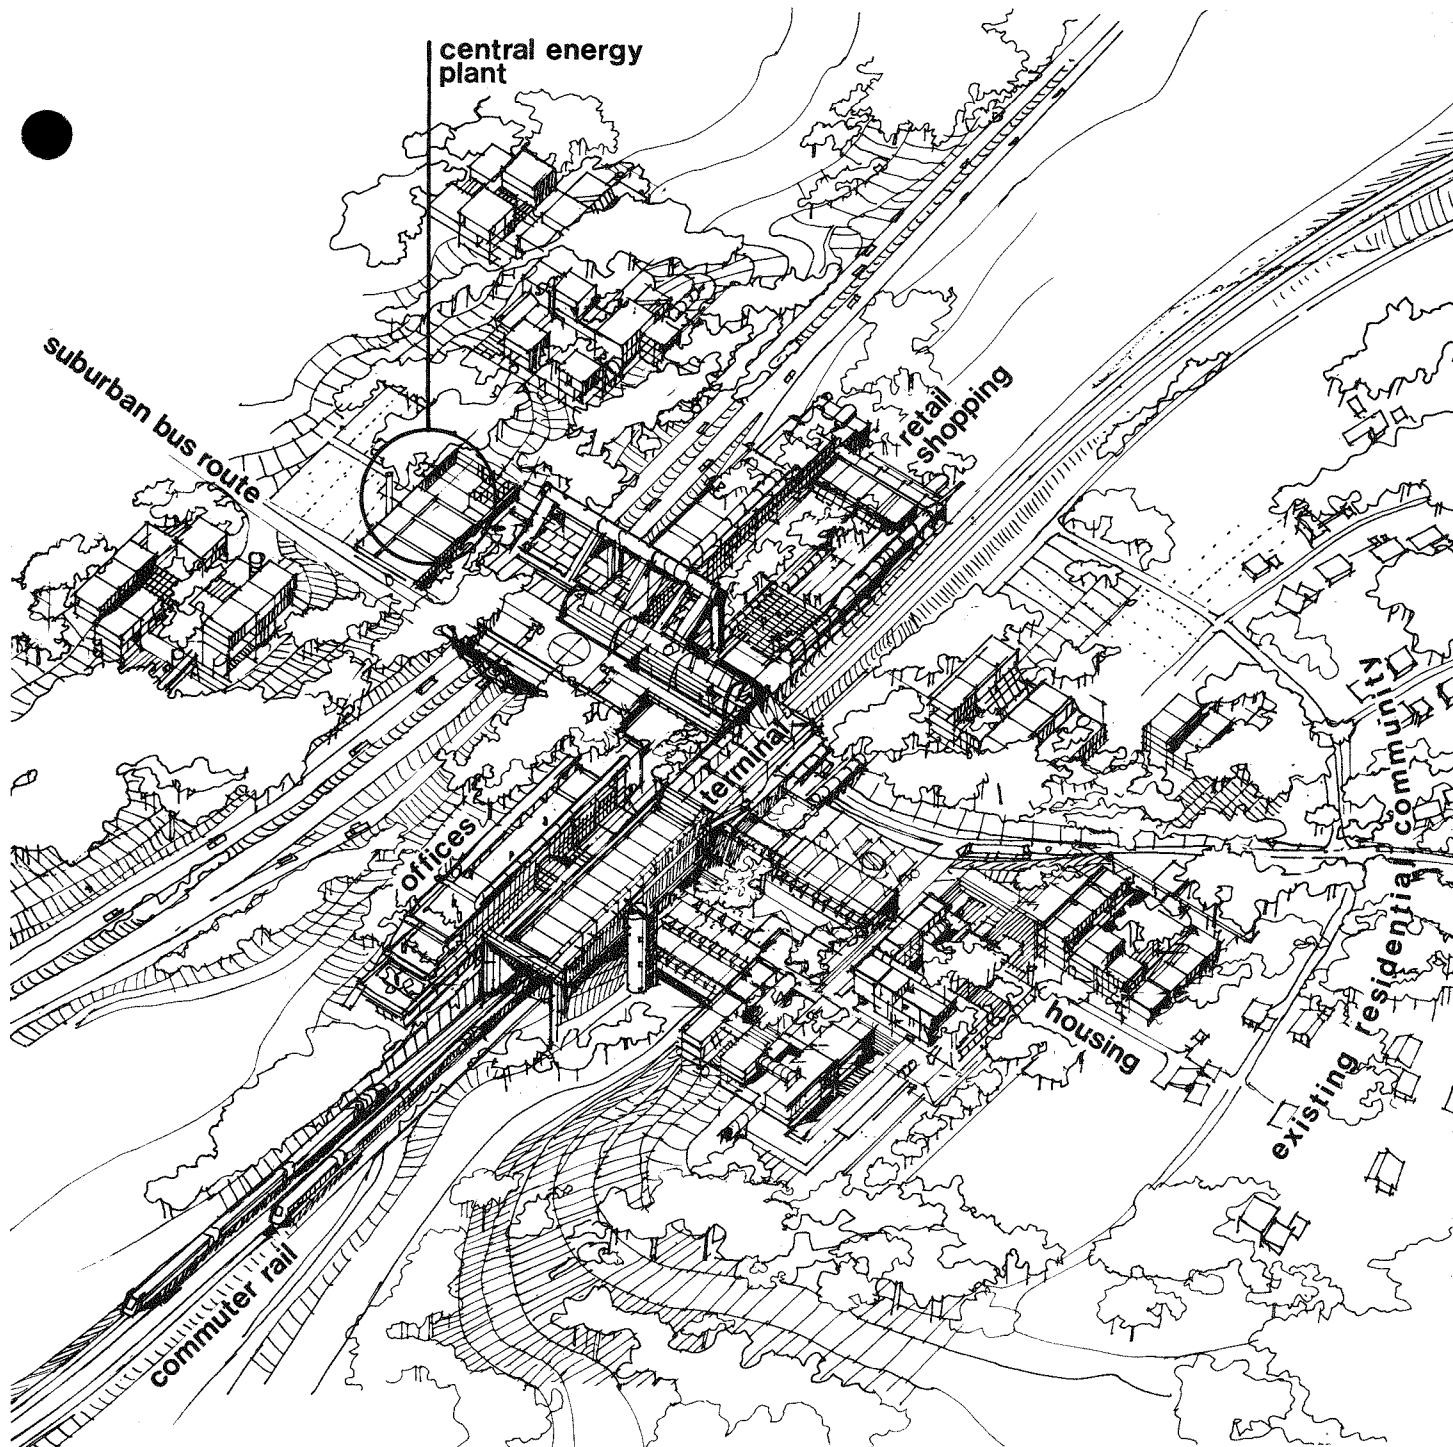 central energy
plant
suburban bus route
retail
shopping
terminal
offices
housing
existing residential community
commuter rail